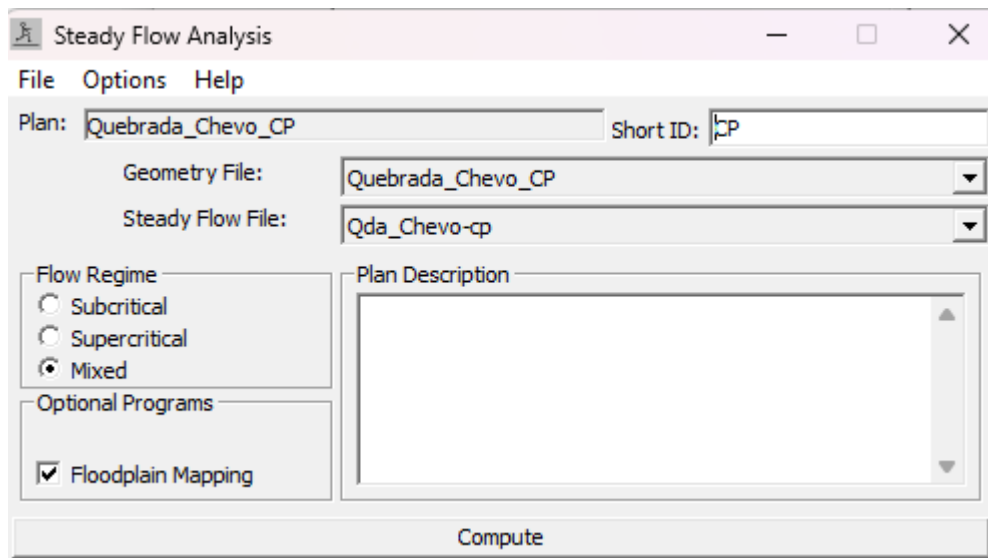 Steady Flow Analysis
File Options Help
Plan: Quebrada_Chevo_CP Short ID: CP
Geometry File: Quebrada_Chevo_CP
Steady Flow File: Qda_Chevo-cp
Flow Regime
Subcritical
Supercritical
Mixed
Plan Description
Optional Programs
Floodplain Mapping
Compute